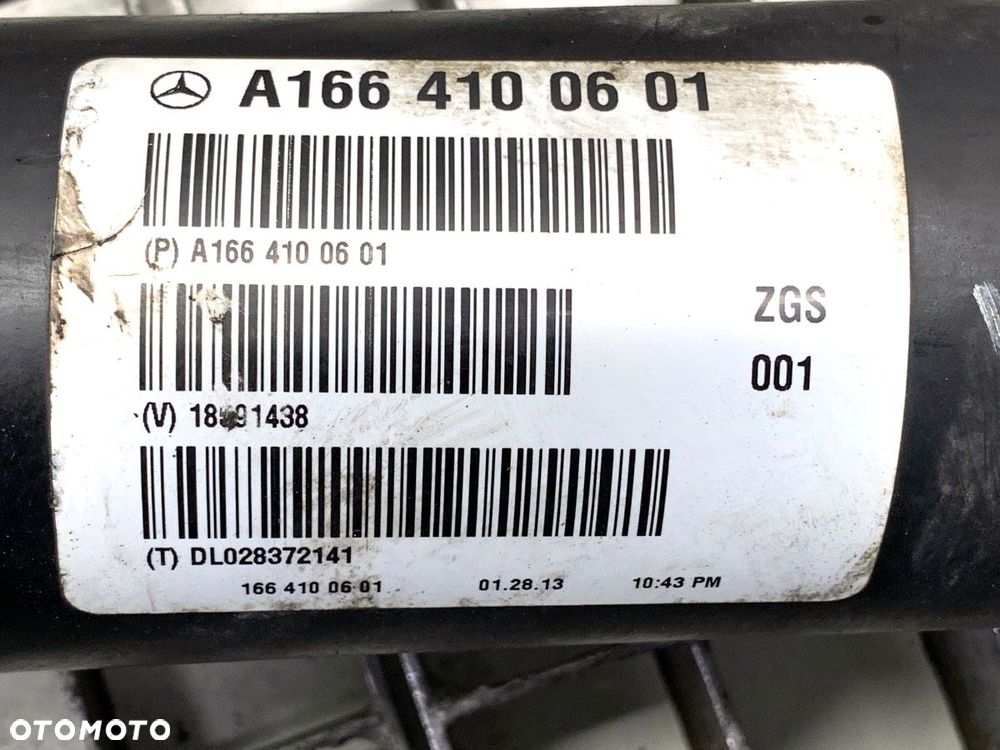 A166 410 06 01
(P) A166 410 06 01
ZGS
001
(T) DL028372141
166 410 06 01 01.28.13 10:43 PM
OTOMOTO